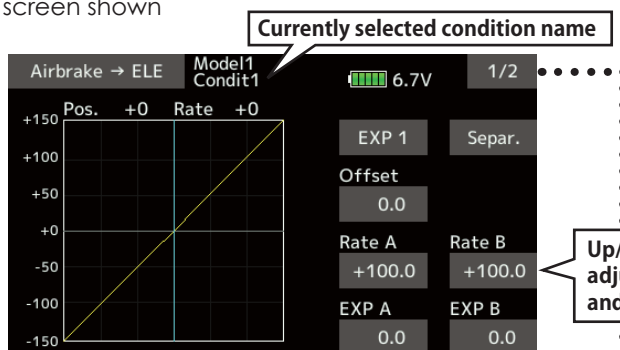 screen shown
Currently selected condition name
Airbrake → ELE
Model1
Condit1
6.7V
1/2
Pos. +0 Rate +0
+150
+100
+50
+0
-50
-100
-150
EXP 1
Separ.
Offset
0.0
Rate A
Rate B
+100.0
+100.0
EXP A
EXP B
0.0
0.0
Up/
adju
and